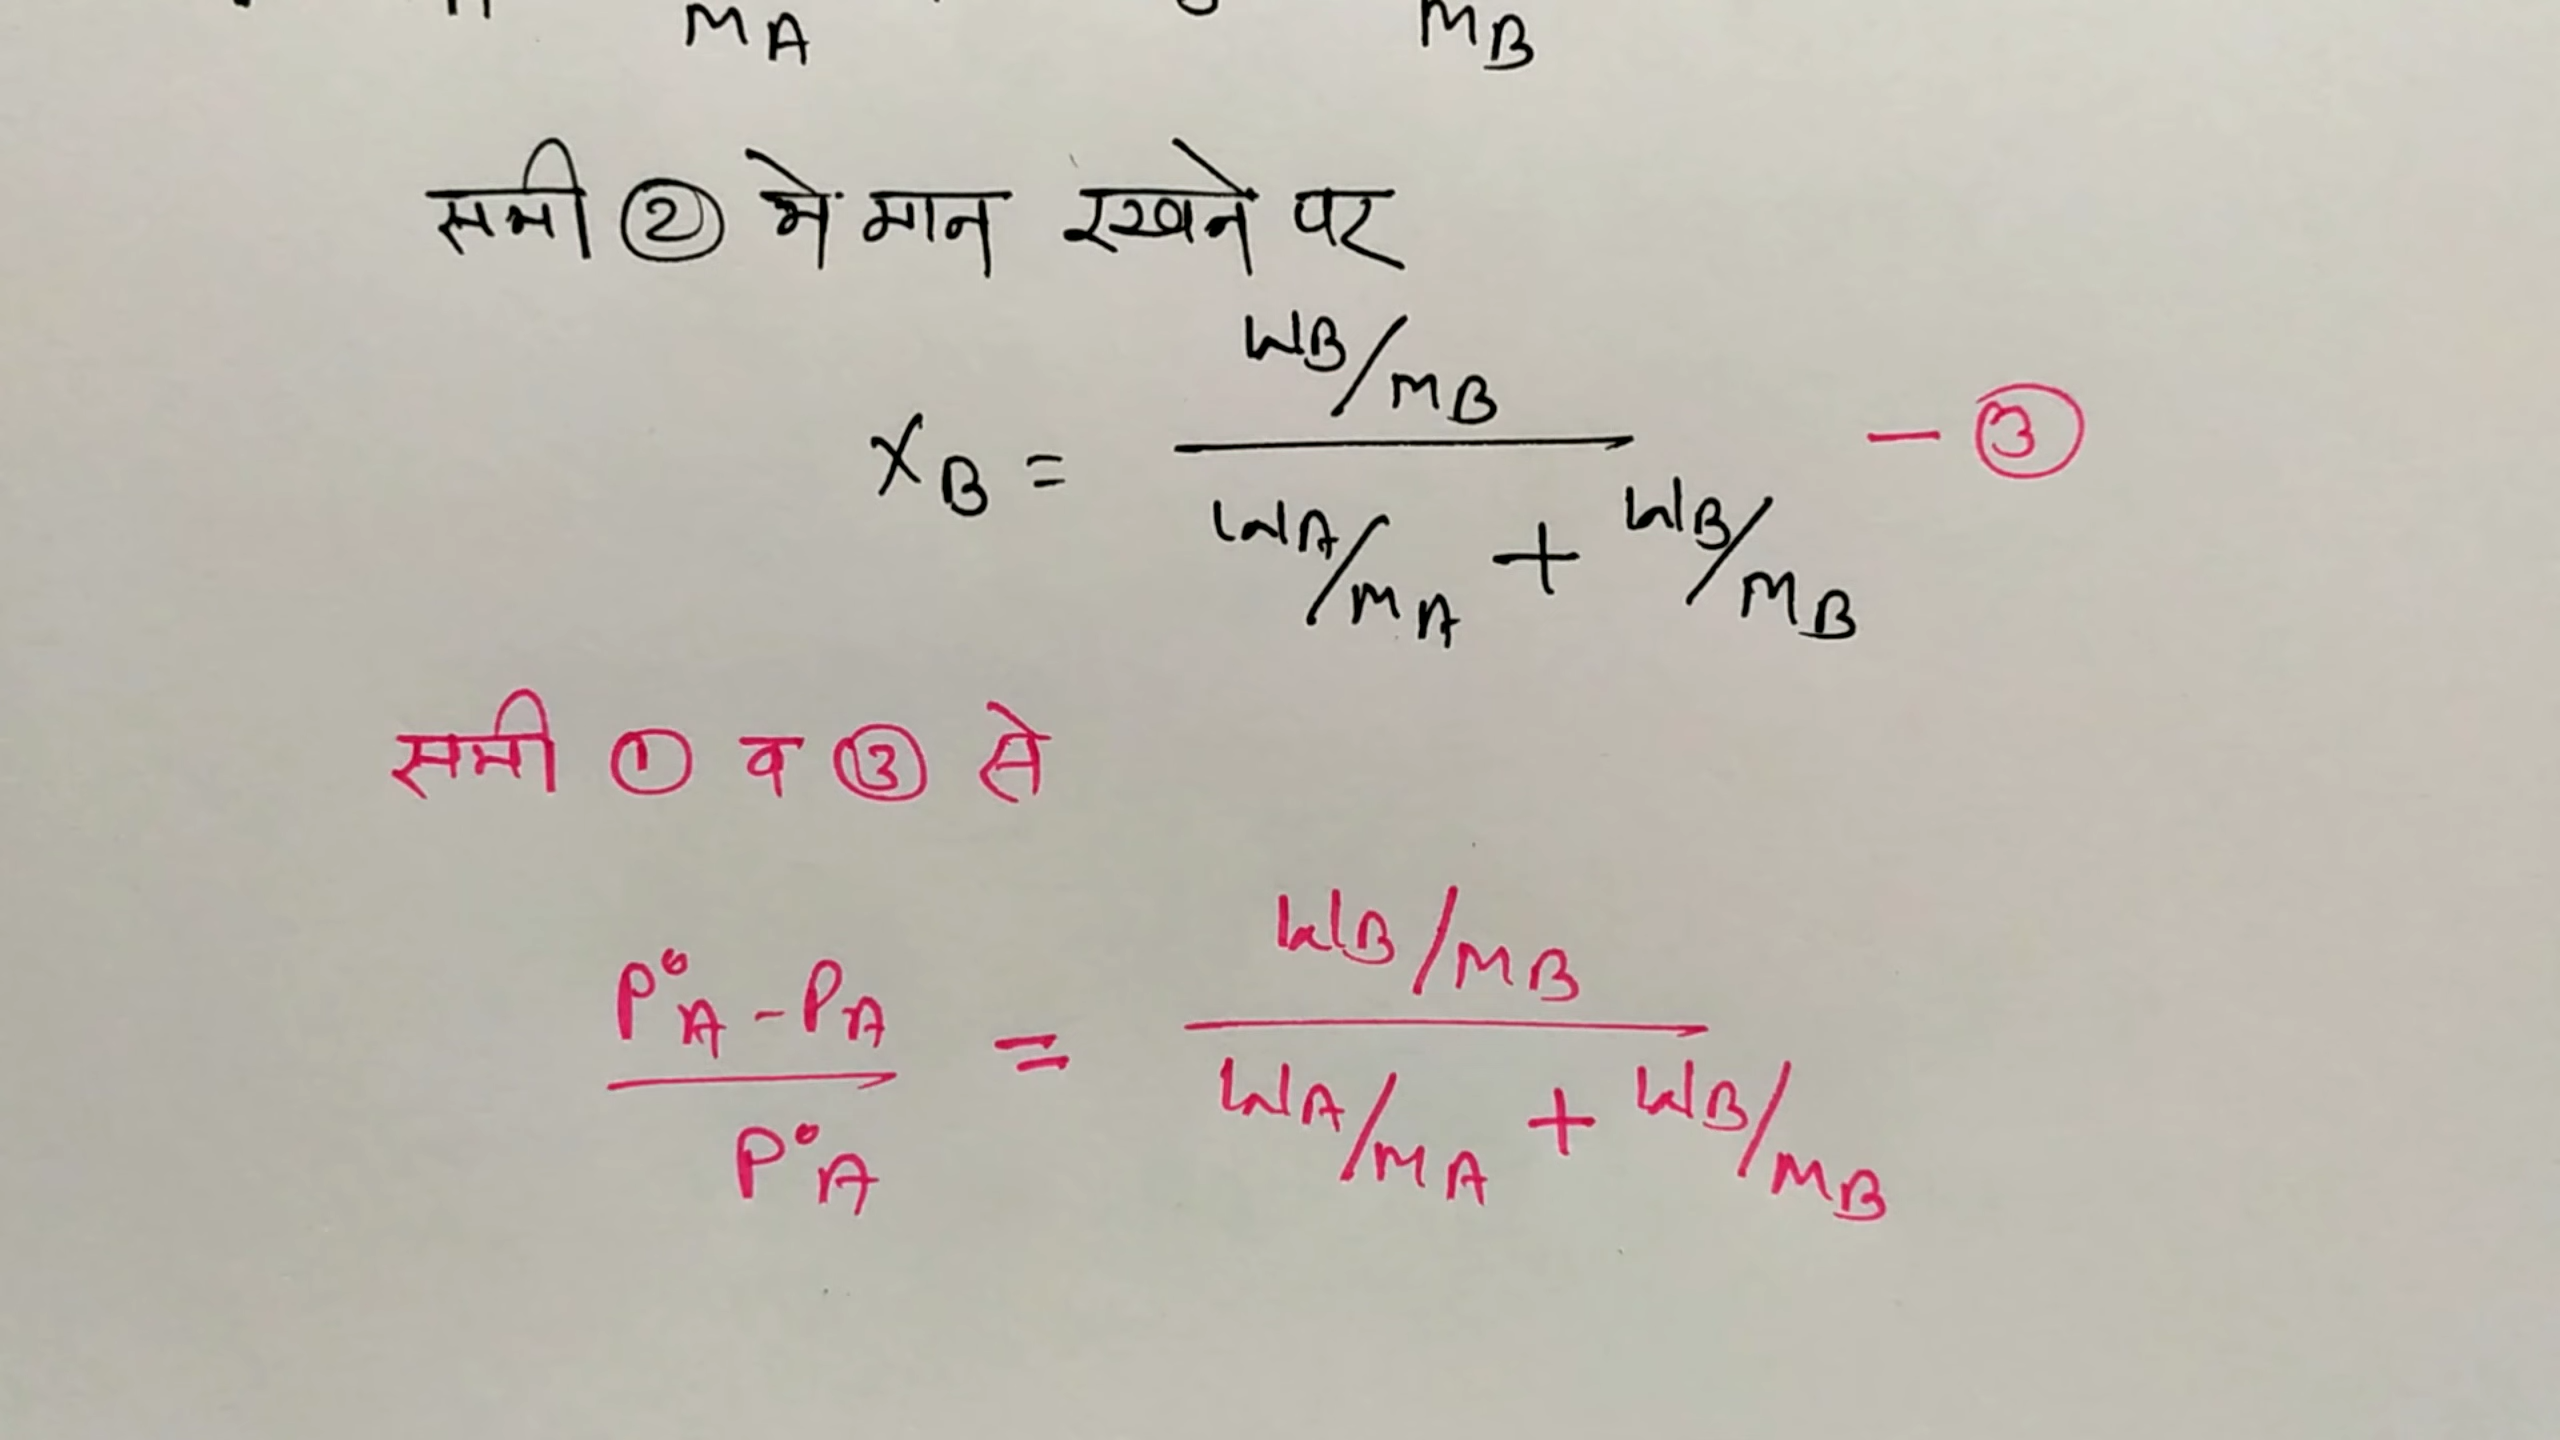 MA MB
समी ② में मान रखने पर
WB/MB
XB = ——— - ③
WA/MA + WB/MB
समी ① व ③ से
P°A - PA WB/MB
——— = ———
P°A WA/MA + WB/MB